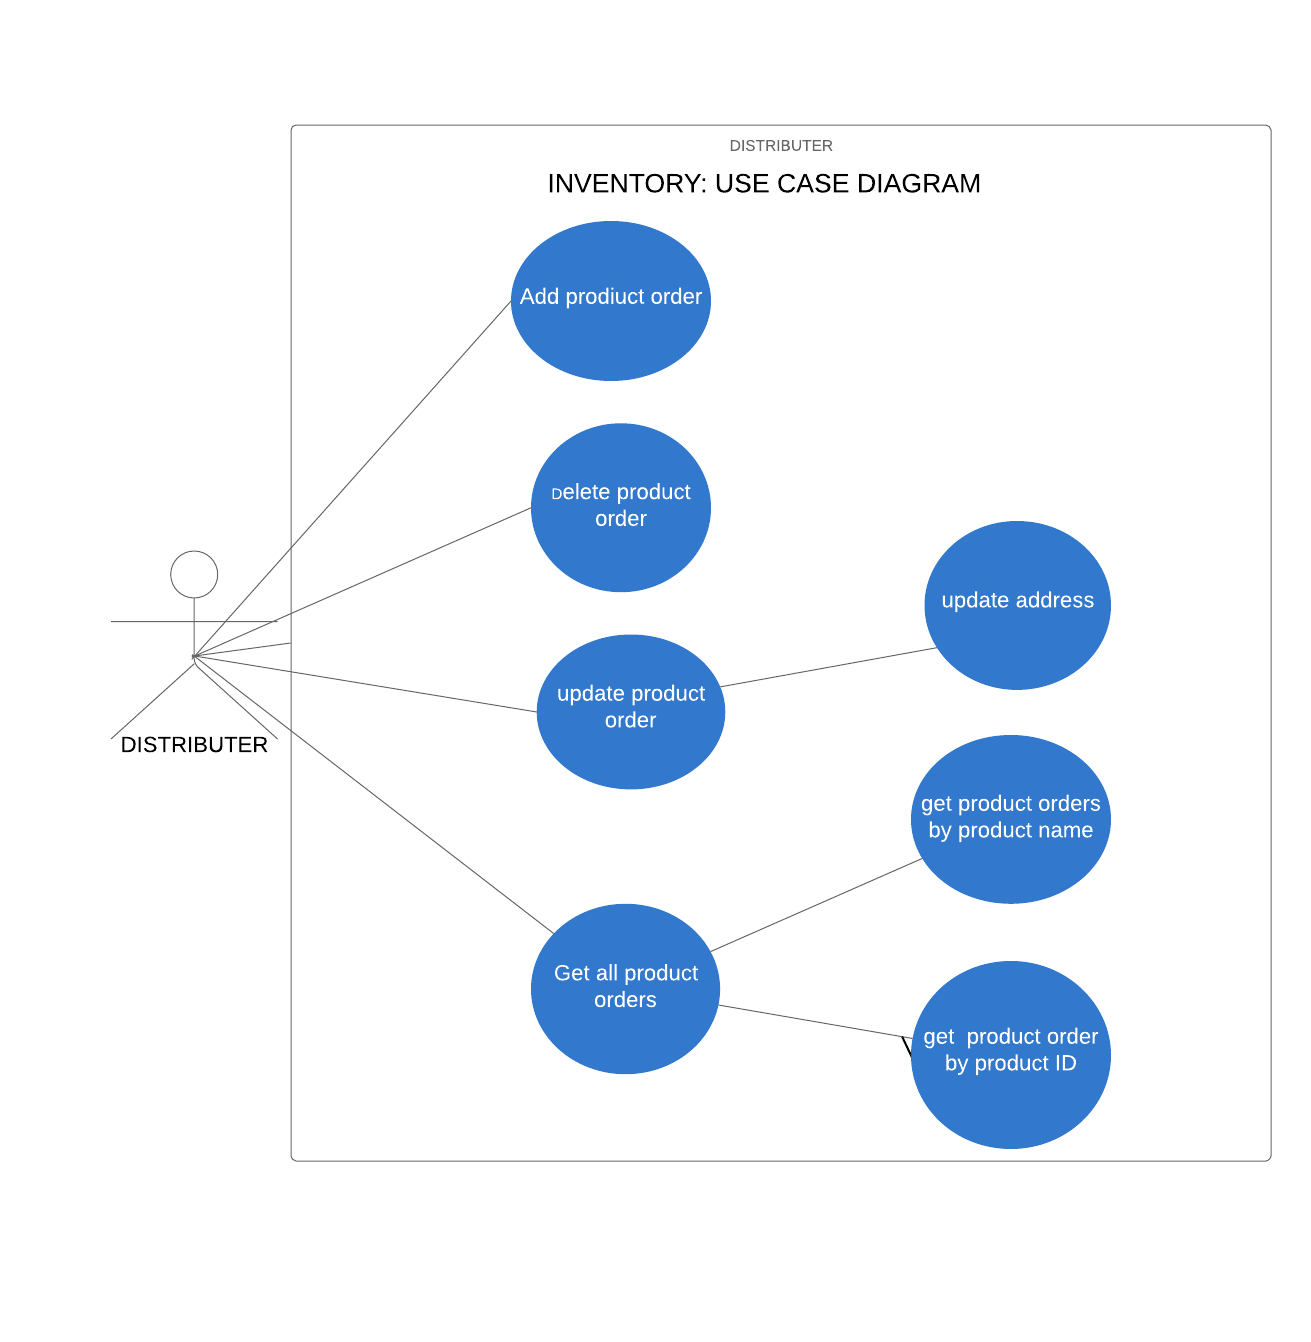 DISTRIBUTER
INVENTORY: USE CASE DIAGRAM
Add prodiuct order
Delete product
order
update address
update product
order
DISTRIBUTER
get product orders
by product name
Get all product
orders
get  product order
by product ID